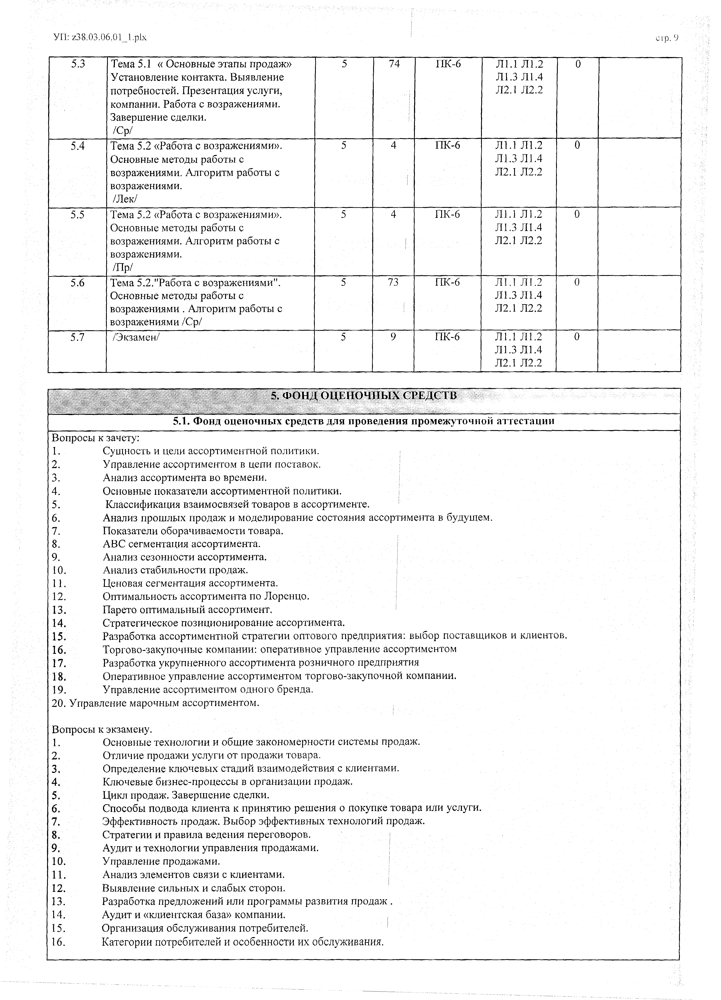 УП: z38.03.06.01_1.plx
стр. 9
5.3 Тема 5.1 « Основные этапы продаж» 5 74 ПК-6 Л1.1 Л1.2 0
Установление контакта. Выявление Л1.3 Л1.4
потребностей. Презентация услуги, Л2.1 Л2.2
компании. Работа с возражениями.
Завершение сделки.
/Ср/
5.4 Тема 5.2 «Работа с возражениями». 5 4 ПК-6 Л1.1 Л1.2 0
Основные методы работы с Л1.3 Л1.4
возражениями. Алгоритм работы с Л2.1 Л2.2
возражениями.
/Лек/
5.5 Тема 5.2 «Работа с возражениями». 5 4 ПК-6 Л1.1 Л1.2 0
Основные методы работы с Л1.3 Л1.4
возражениями. Алгоритм работы с Л2.1 Л2.2
возражениями.
/Пр/
5.6 Тема 5.2."Работа с возражениями". 5 73 ПК-6 Л1.1 Л1.2 0
Основные методы работы с Л1.3 Л1.4
возражениями . Алгоритм работы с Л2.1 Л2.2
возражениями /Ср/
5.7 /Экзамен/ 5 9 ПК-6 Л1.1 Л1.2 0
Л1.3 Л1.4
Л2.1 Л2.2
5. ФОНД ОЦЕНОЧНЫХ СРЕДСТВ
5.1. Фонд оценочных средств для проведения промежуточной аттестации
Вопросы к зачету:
1. Сущность и цели ассортиментной политики.
2. Управление ассортиментом в цепи поставок.
3. Анализ ассортимента во времени.
4. Основные показатели ассортиментной политики.
5. Классификация взаимосвязей товаров в ассортименте.
6. Анализ прошлых продаж и моделирование состояния ассортимента в будущем.
7. Показатели оборачиваемости товара.
8. АВС сегментация ассортимента.
9. Анализ сезонности ассортимента.
10. Анализ стабильности продаж.
11. Ценовая сегментация ассортимента.
12. Оптимальность ассортимента по Лоренцо.
13. Парето оптимальный ассортимент.
14. Стратегическое позиционирование ассортимента.
15. Разработка ассортиментной стратегии оптового предприятия: выбор поставщиков и клиентов.
16. Торгово-закупочные компании: оперативное управление ассортиментом
17. Разработка укрупненного ассортимента розничного предприятия
18. Оперативное управление ассортиментом торгово-закупочной компании.
19. Управление ассортиментом одного бренда.
20. Управление марочным ассортиментом.
Вопросы к экзамену.
1. Основные технологии и общие закономерности системы продаж.
2. Отличие продажи услуги от продажи товара.
3. Определение ключевых стадий взаимодействия с клиентами.
4. Ключевые бизнес-процессы в организации продаж.
5. Цикл продаж. Завершение сделки.
6. Способы подвода клиента к принятию решения о покупке товара или услуги.
7. Эффективность продаж. Выбор эффективных технологий продаж.
8. Стратегии и правила ведения переговоров.
9. Аудит и технологии управления продажами.
10. Управление продажами.
11. Анализ элементов связи с клиентами.
12. Выявление сильных и слабых сторон.
13. Разработка предложений или программы развития продаж .
14. Аудит и «клиентская база» компании.
15. Организация обслуживания потребителей.
16. Категории потребителей и особенности их обслуживания.